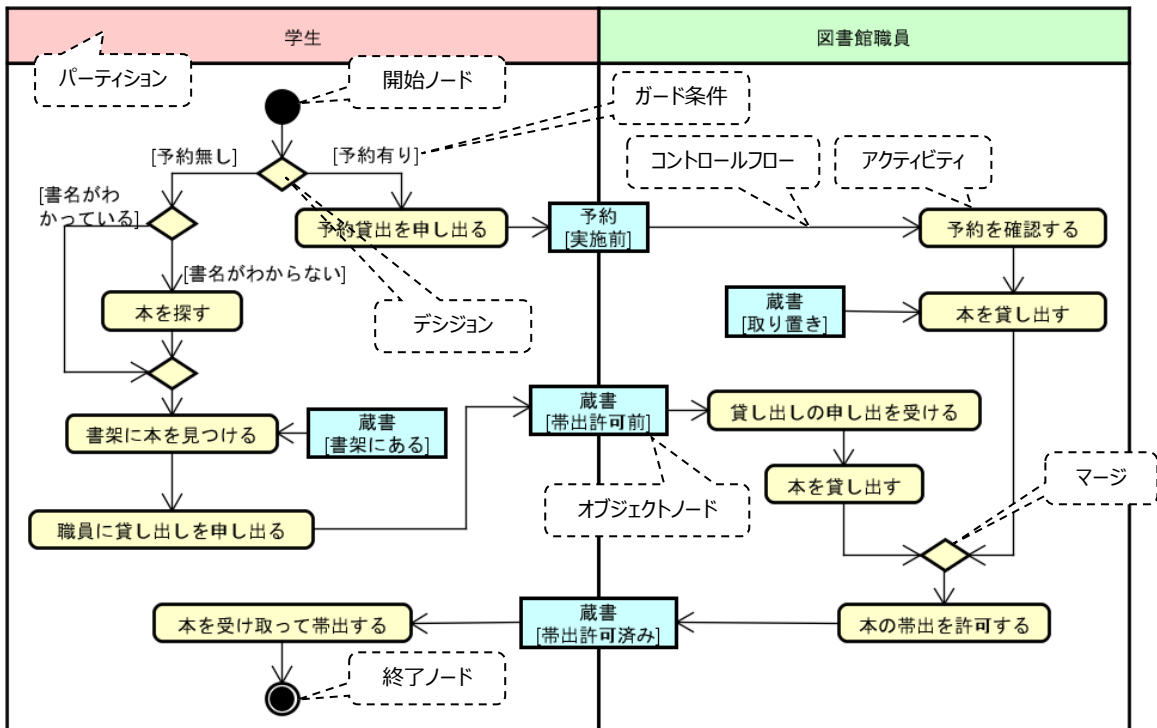 学生
図書館職員
パーティション
開始ノード
ガード条件
[予約無し]
[予約有り]
コントロールフロー
アクティビティ
[書名がわ
かっている]
予約貸出を申し出る
予約
[実施前]
予約を確認する
[書名がわからない]
本を探す
デシジョン
蔵書
[取り置き]
本を貸し出す
書架に本を見つける
蔵書
[書架にある]
蔵書
[帯出許可前]
貸し出しの申し出を受ける
本を貸し出す
マージ
オブジェクトノード
職員に貸し出しを申し出る
本を受け取って帯出する
蔵書
[帯出許可済み]
本の帯出を許可する
終了ノード